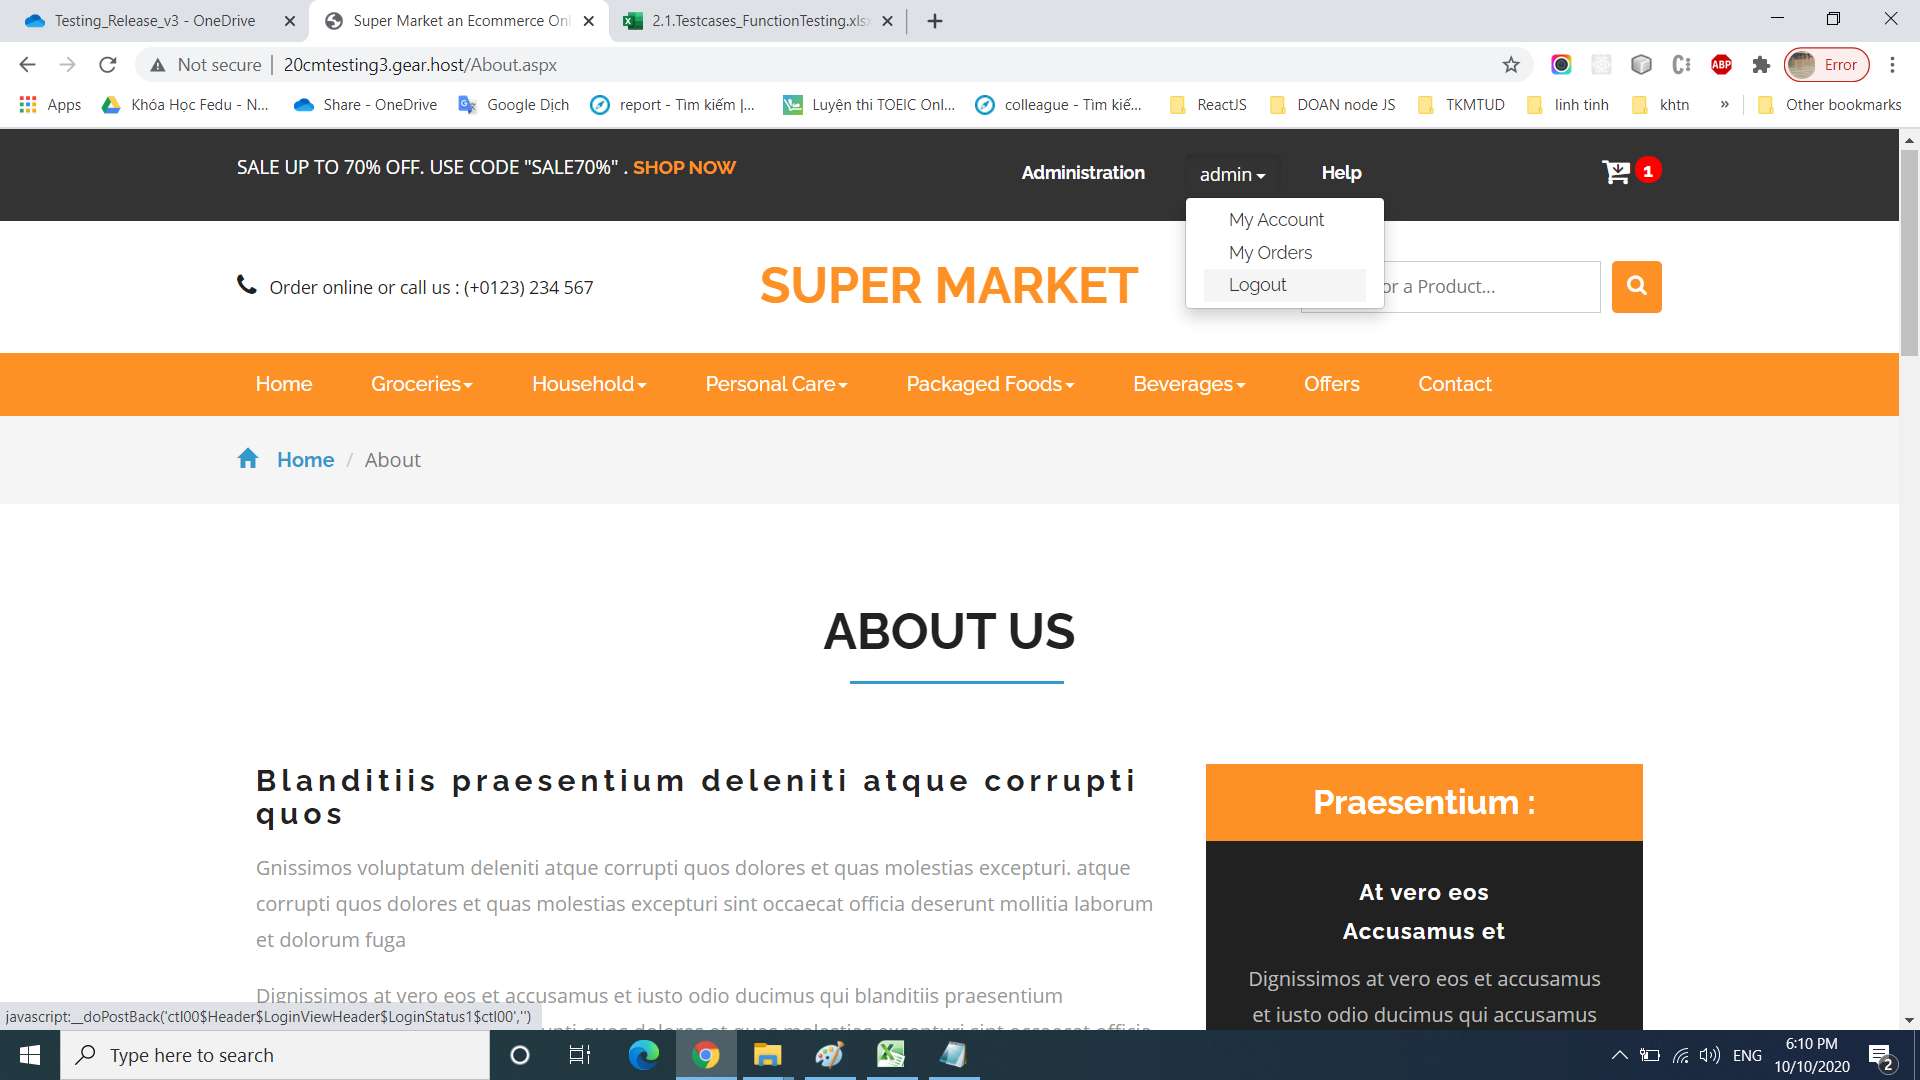 Testing_Release_v3 - OneDrive
Super Market an Ecommerce Onl
2.1.Testcases_FunctionTesting.xlsx
Not secure | 20cmtesting3.gear.host/About.aspx
ABP
Error
Apps
Khóa Học Fedu - N...
Share - OneDrive
Google Dịch
report - Tìm kiếm |...
Luyện thi TOEIC Onl...
colleague - Tìm kiế...
ReactJS
DOAN node JS
TKMTUD
linh tinh
khtn
»
Other bookmarks
SALE UP TO 70% OFF. USE CODE "SALE70%" . SHOP NOW
Administration
admin
Help
1
My Account
My Orders
Logout
Order online or call us : (+0123) 234 567
SUPER MARKET
or a Product...
Home
Groceries
Household
Personal Care
Packaged Foods
Beverages
Offers
Contact
Home / About
ABOUT US
Blanditiis praesentium deleniti atque corrupti
quos
Gnissimos voluptatum deleniti atque corrupti quos dolores et quas molestias excepturi. atque
corrupti quos dolores et quas molestias excepturi sint occaecat officia deserunt mollitia laborum
et dolorum fuga
Dignissimos at vero eos et accusamus et iusto odio ducimus qui blanditiis praesentium
Praesentium :
At vero eos
Accusamus et
Dignissimos at vero eos et accusamus
et iusto odio ducimus qui accusamus
javascript:__doPostBack('ctl00$Header$LoginViewHeader$LoginStatus1$ctl00','')
Type here to search
ENG
6:10 PM
10/10/2020
2